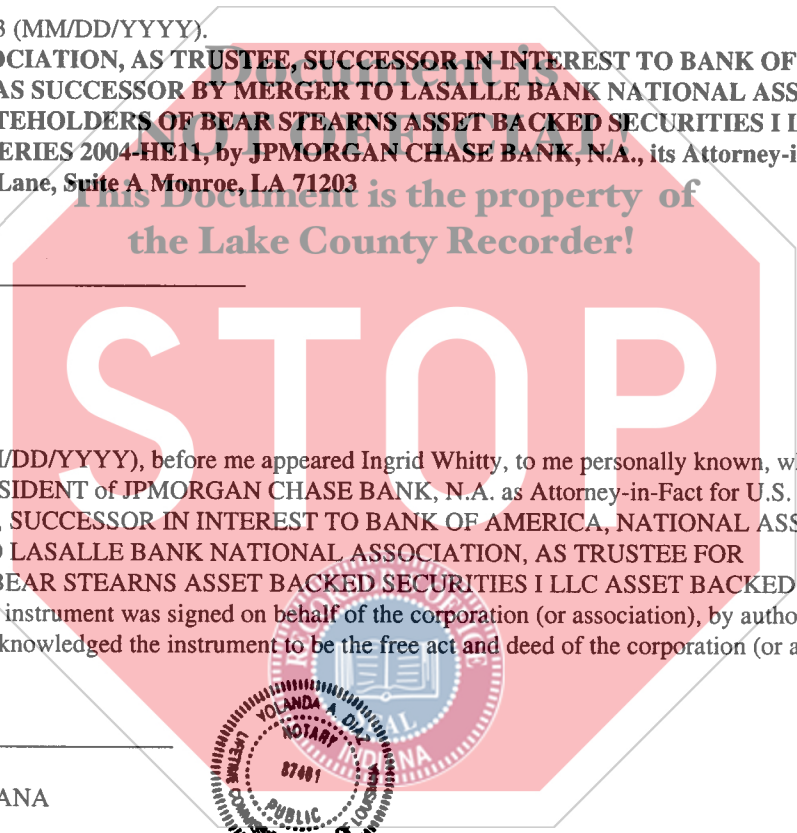 3 (MM/DD/YYYY).
OCIATION, AS TRUSTEE, SUCCESSOR IN INTEREST TO BANK OF
AS SUCCESSOR BY MERGER TO LASALLE BANK NATIONAL ASS
TEHOLDERS OF BEAR STEARNS ASSET BACKED SECURITIES I L
ERIES 2004-HE11, by JPMORGAN CHASE BANK, N.A., its Attorney-i
Lane, Suite A Monroe, LA 71203
Document is
NOT OFFICIAL!
This Document is the property of
the Lake County Recorder!
STOP
M/DD/YYYY), before me appeared Ingrid Whitty, to me personally known, w
SIDENT of JPMORGAN CHASE BANK, N.A. as Attorney-in-Fact for U.S.
, SUCCESSOR IN INTEREST TO BANK OF AMERICA, NATIONAL ASS
O LASALLE BANK NATIONAL ASSOCIATION, AS TRUSTEE FOR
BEAR STEARNS ASSET BACKED SECURITIES I LLC ASSET BACKED
instrument was signed on behalf of the corporation (or association), by autho
knowledged the instrument to be the free act and deed of the corporation (or a
RECORDER'S OFFICE
SEAL
INDIANA
YOLANDA A. DIAZ
NOTARY
87401
PUBLIC
LIFETIME
OF LOUISIANA
ANA